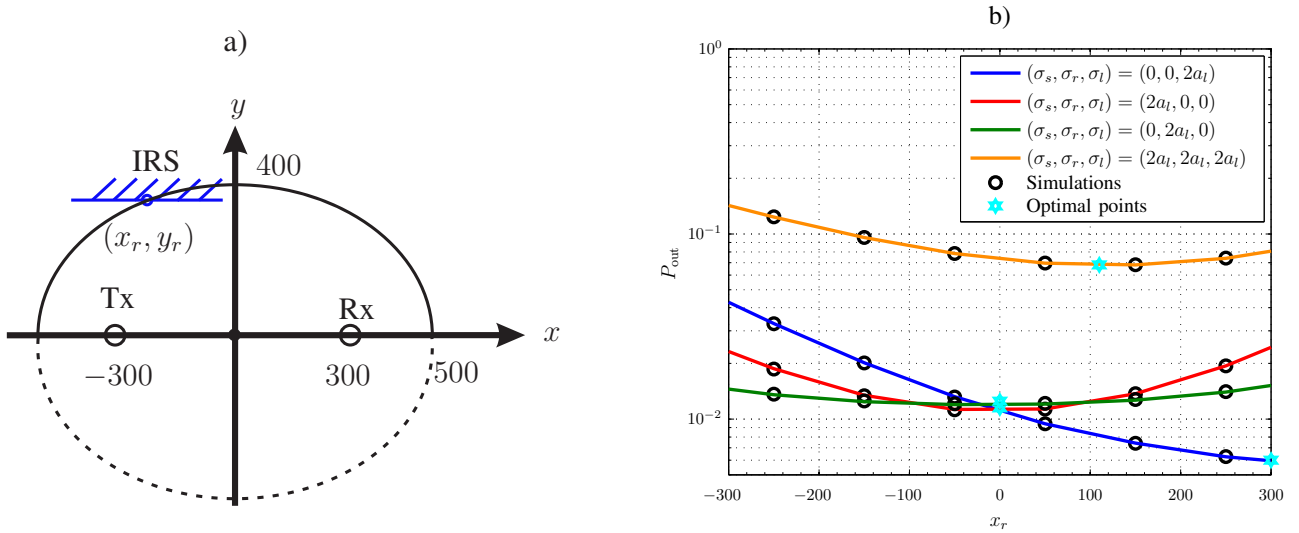 a)
y
IRS
400
(x_r, y_r)
Tx
Rx
x
−300
300
500
b)
10^0
10^{-1}
10^{-2}
P_out
(σ_s, σ_r, σ_l) = (0, 0, 2a_l)
(σ_s, σ_r, σ_l) = (2a_l, 0, 0)
(σ_s, σ_r, σ_l) = (0, 2a_l, 0)
(σ_s, σ_r, σ_l) = (2a_l, 2a_l, 2a_l)
Simulations
Optimal points
−300 −200 −100 0 100 200 300
x_r